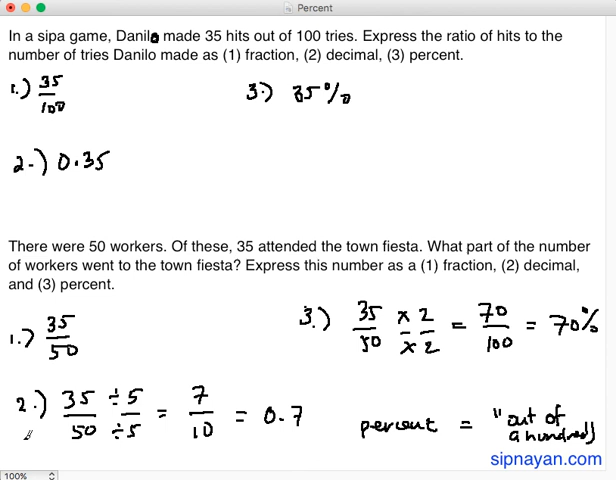 Percent
In a sipa game, Danilo made 35 hits out of 100 tries. Express the ratio of hits to the
number of tries Danilo made as (1) fraction, (2) decimal, (3) percent.
1.) 35/100
3.) 35%
2.) 0.35
There were 50 workers. Of these, 35 attended the town fiesta. What part of the number
of workers went to the town fiesta? Express this number as a (1) fraction, (2) decimal,
and (3) percent.
1.) 35/50
3.) 35/50 × 2/× 2 = 70/100 = 70%
2.) 35/50 ÷ 5/÷ 5 = 7/10 = 0.7
percent = "out of
a hundred"
sipnayan.com
100%